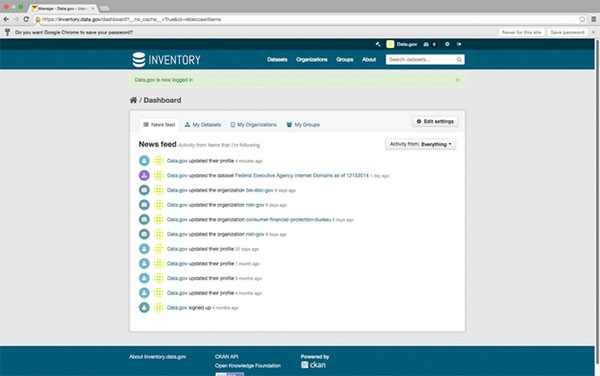 Manage - Data.gov - Dash
https://inventory.data.gov/dashboard?__no_cache__=True&id=rebeccawilliams
Do you want Google Chrome to save your password? Never for this site Save password
Data.gov 0
INVENTORY Datasets Organizations Groups About Search datasets...
Data.gov is now logged in ×
/ Dashboard
News feed My Datasets My Organizations My Groups Edit settings
News feed Activity from items that I'm following Activity from: Everything
Data.gov updated their profile 4 minutes ago
Data.gov updated the dataset Federal Executive Agency Internet Domains as of 12152014 1 day ago
Data.gov updated the organization bis-doc-gov 6 days ago
Data.gov updated the organization nist-gov 6 days ago
Data.gov updated the organization consumer-financial-protection-bureau 6 days ago
Data.gov updated the organization nist-gov 6 days ago
Data.gov updated their profile 22 days ago
Data.gov updated their profile 1 month ago
Data.gov updated their profile 3 months ago
Data.gov updated their profile 4 months ago
Data.gov signed up 4 months ago
About inventory.data.gov CKAN API Powered by
Open Knowledge Foundation ckan